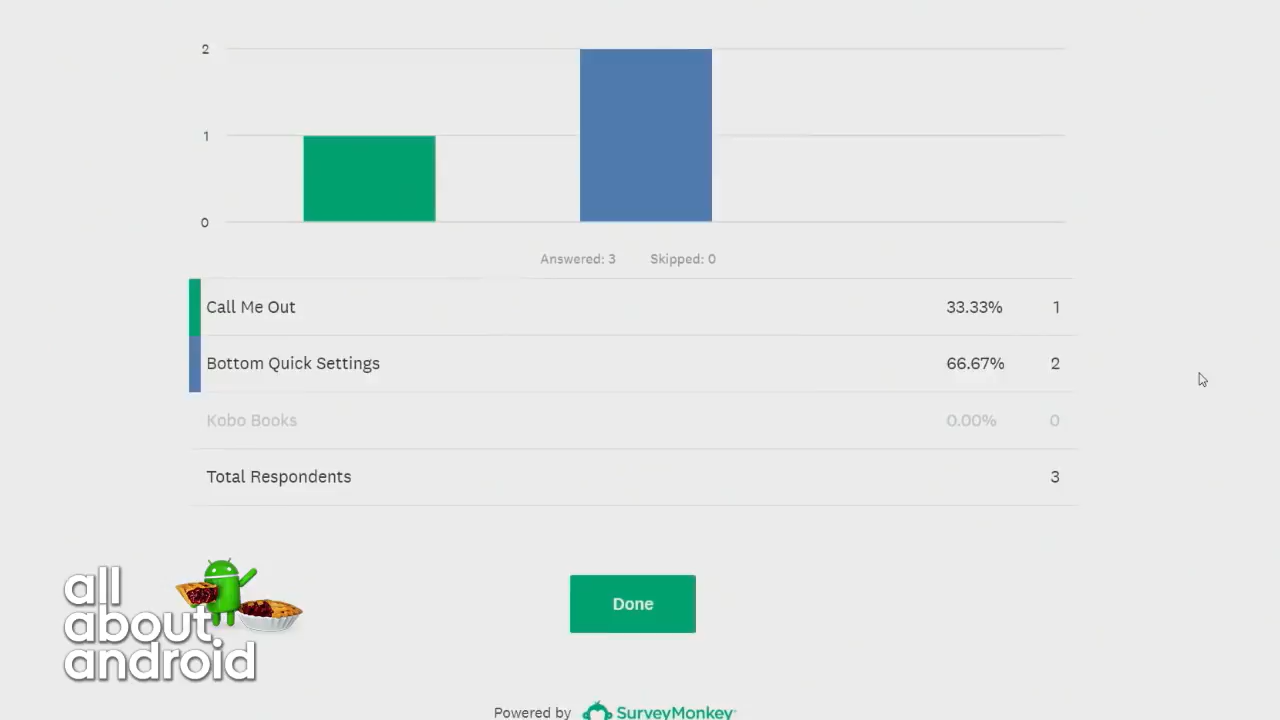 2
1
0
Answered: 3 Skipped: 0
Call Me Out 33.33% 1
Bottom Quick Settings 66.67% 2
Kobo Books 0.00% 0
Total Respondents 3
Done
all
about
android
Powered by SurveyMonkey